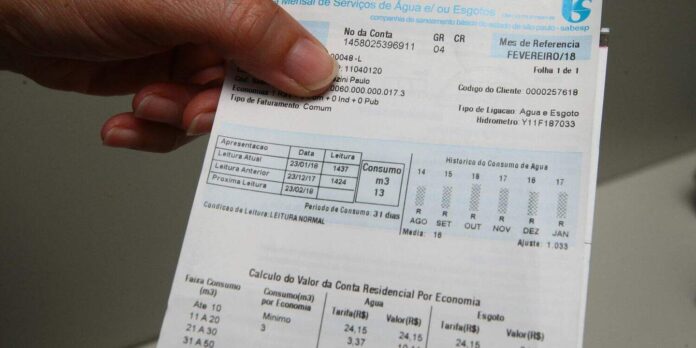 Mensal de Serviços de Água e/ ou Esgotos
companhia de saneamento básico do estado de são paulo - sabesp
sabesp
No da Conta GR CR
1458025396911 04
Mes de Referencia
FEVEREIRO/18
Folha 1 de 1
0048-L
11040120
zini Paulo
Codigo do Cliente 0000257618
Economias 0060.000.000.017.3
+ 0 Ind + 0 Pub
Tipo de Faturamento Comum
Tipo de Ligacao: Agua e Esgoto
Hidrometro: Y11F187033
Apresentacao Data Leitura
Leitura Atual 23/01/18 1437
Leitura Anterior 23/12/17 1424
Proxima Leitura 23/02/18
Consumo
m3
13
Periodo de Consumo: 31 dias
Condicao de Leitura: LEITURA NORMAL
Historico do Consumo de Agua
14 15 18 17 16 17
R R R R R R
AGO SET OUT NOV DEZ JAN
Media: 18
Ajuste: 1.033
Calculo do Valor da Conta Residencial Por Economia
Faixa Consumo Consumo(m3) Agua Esgoto
(m3) por Economia Tarifa(R$) Valor(R$) Tarifa(R$) Valor(R$)
Ate 10 Minimo 24,15 24,15 24,15
11 A 20 3 3,37
21 A 30
31 A 50